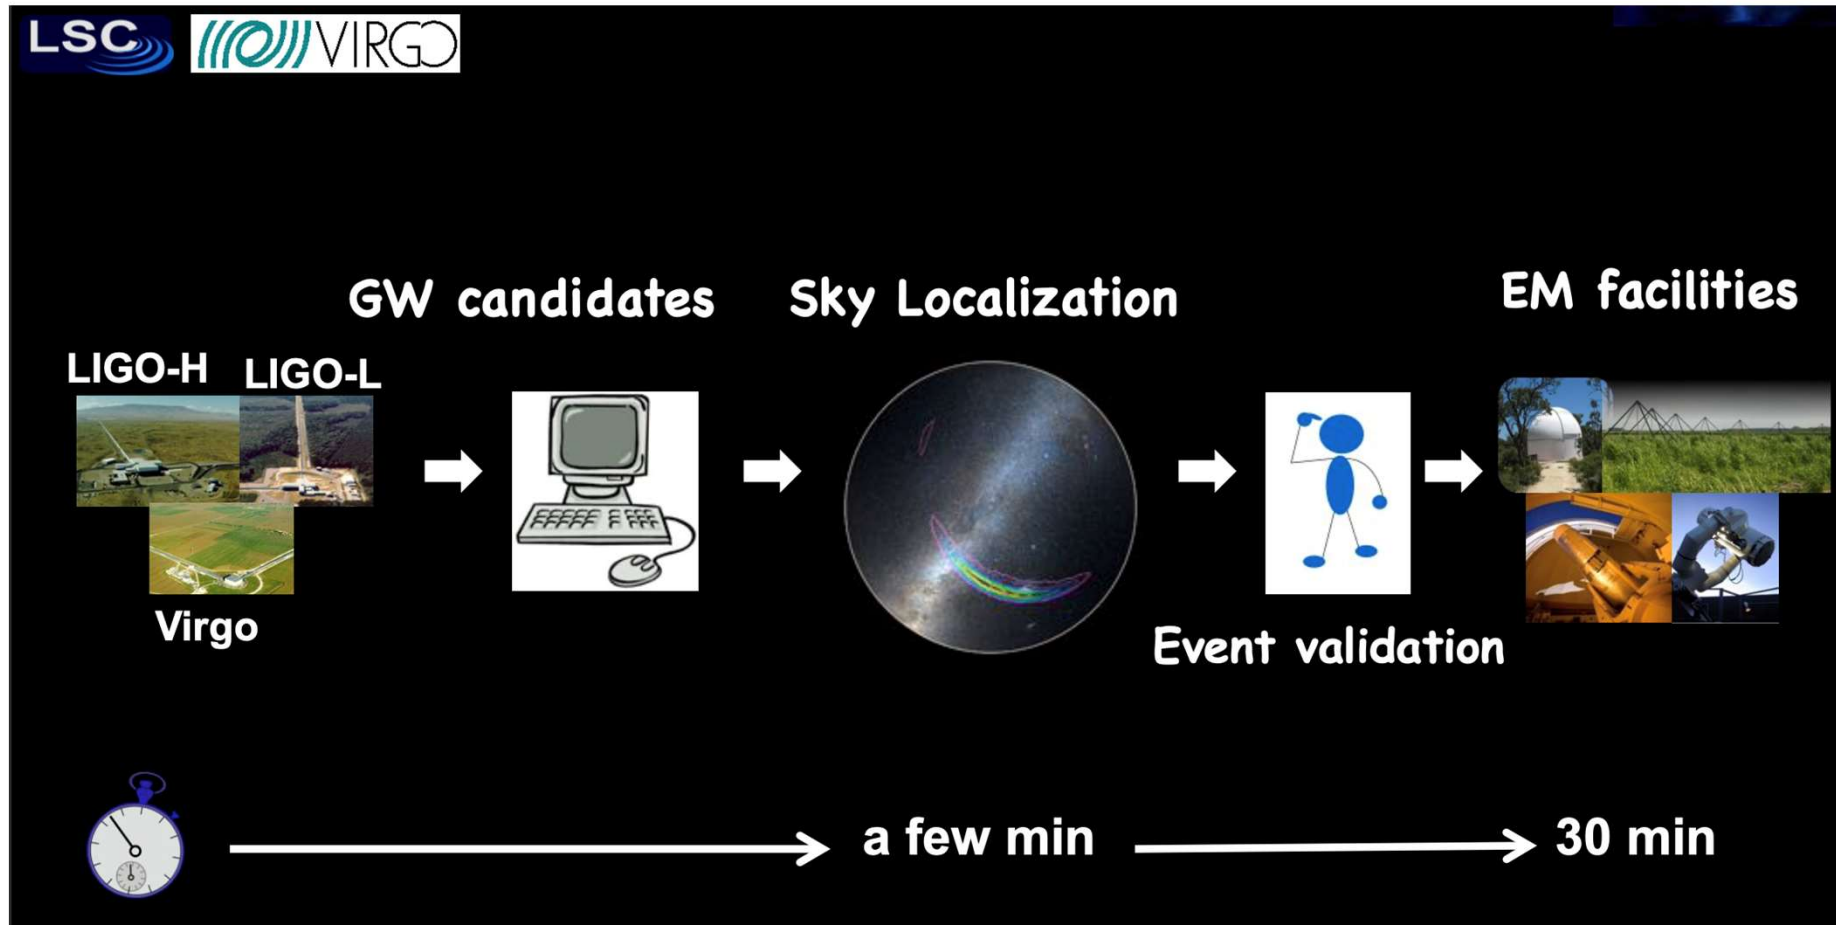 LSC
VIRGO
GW candidates
Sky Localization
EM facilities
LIGO-H
LIGO-L
Virgo
Event validation
a few min
30 min